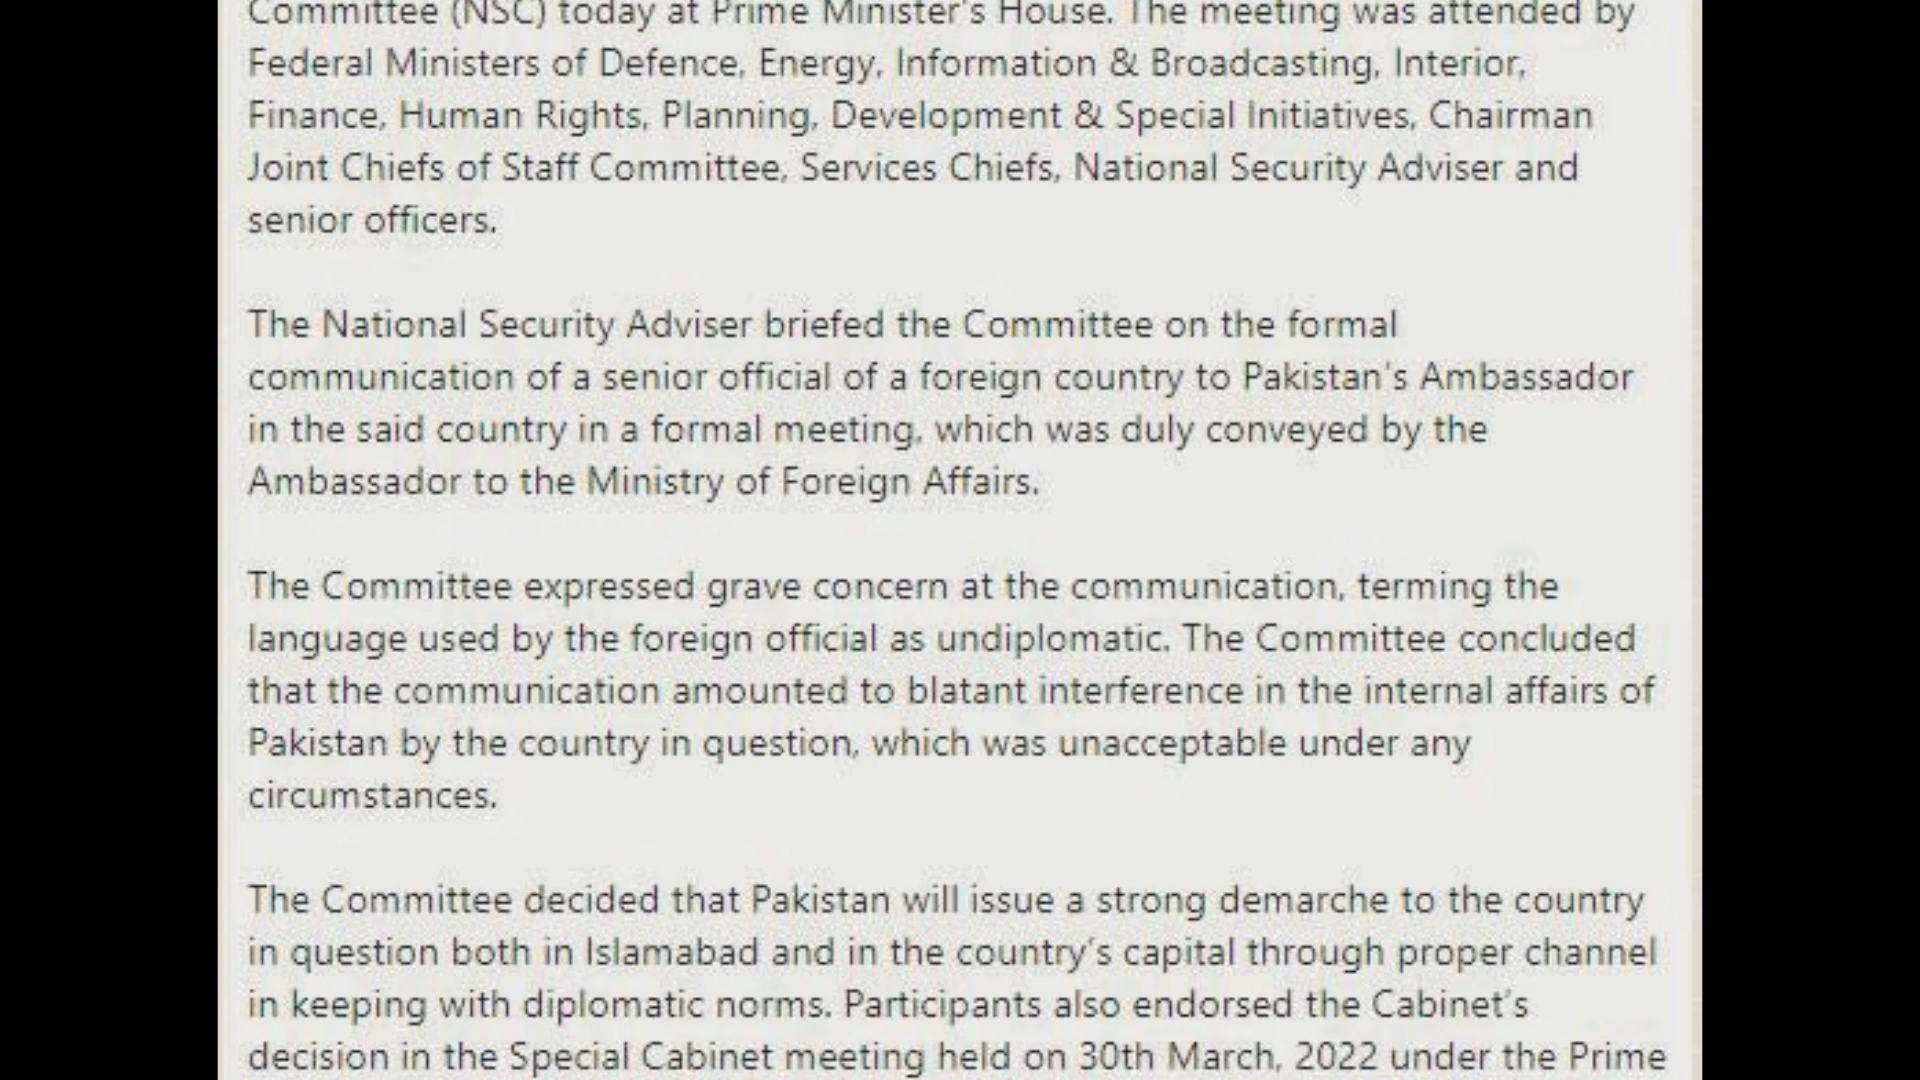 Committee (NSC) today at Prime Minister's House. The meeting was attended by
Federal Ministers of Defence, Energy, Information & Broadcasting, Interior,
Finance, Human Rights, Planning, Development & Special Initiatives, Chairman
Joint Chiefs of Staff Committee, Services Chiefs, National Security Adviser and
senior officers.
The National Security Adviser briefed the Committee on the formal
communication of a senior official of a foreign country to Pakistan's Ambassador
in the said country in a formal meeting, which was duly conveyed by the
Ambassador to the Ministry of Foreign Affairs.
The Committee expressed grave concern at the communication, terming the
language used by the foreign official as undiplomatic. The Committee concluded
that the communication amounted to blatant interference in the internal affairs of
Pakistan by the country in question, which was unacceptable under any
circumstances.
The Committee decided that Pakistan will issue a strong demarche to the country
in question both in Islamabad and in the country's capital through proper channel
in keeping with diplomatic norms. Participants also endorsed the Cabinet's
decision in the Special Cabinet meeting held on 30th March, 2022 under the Prime